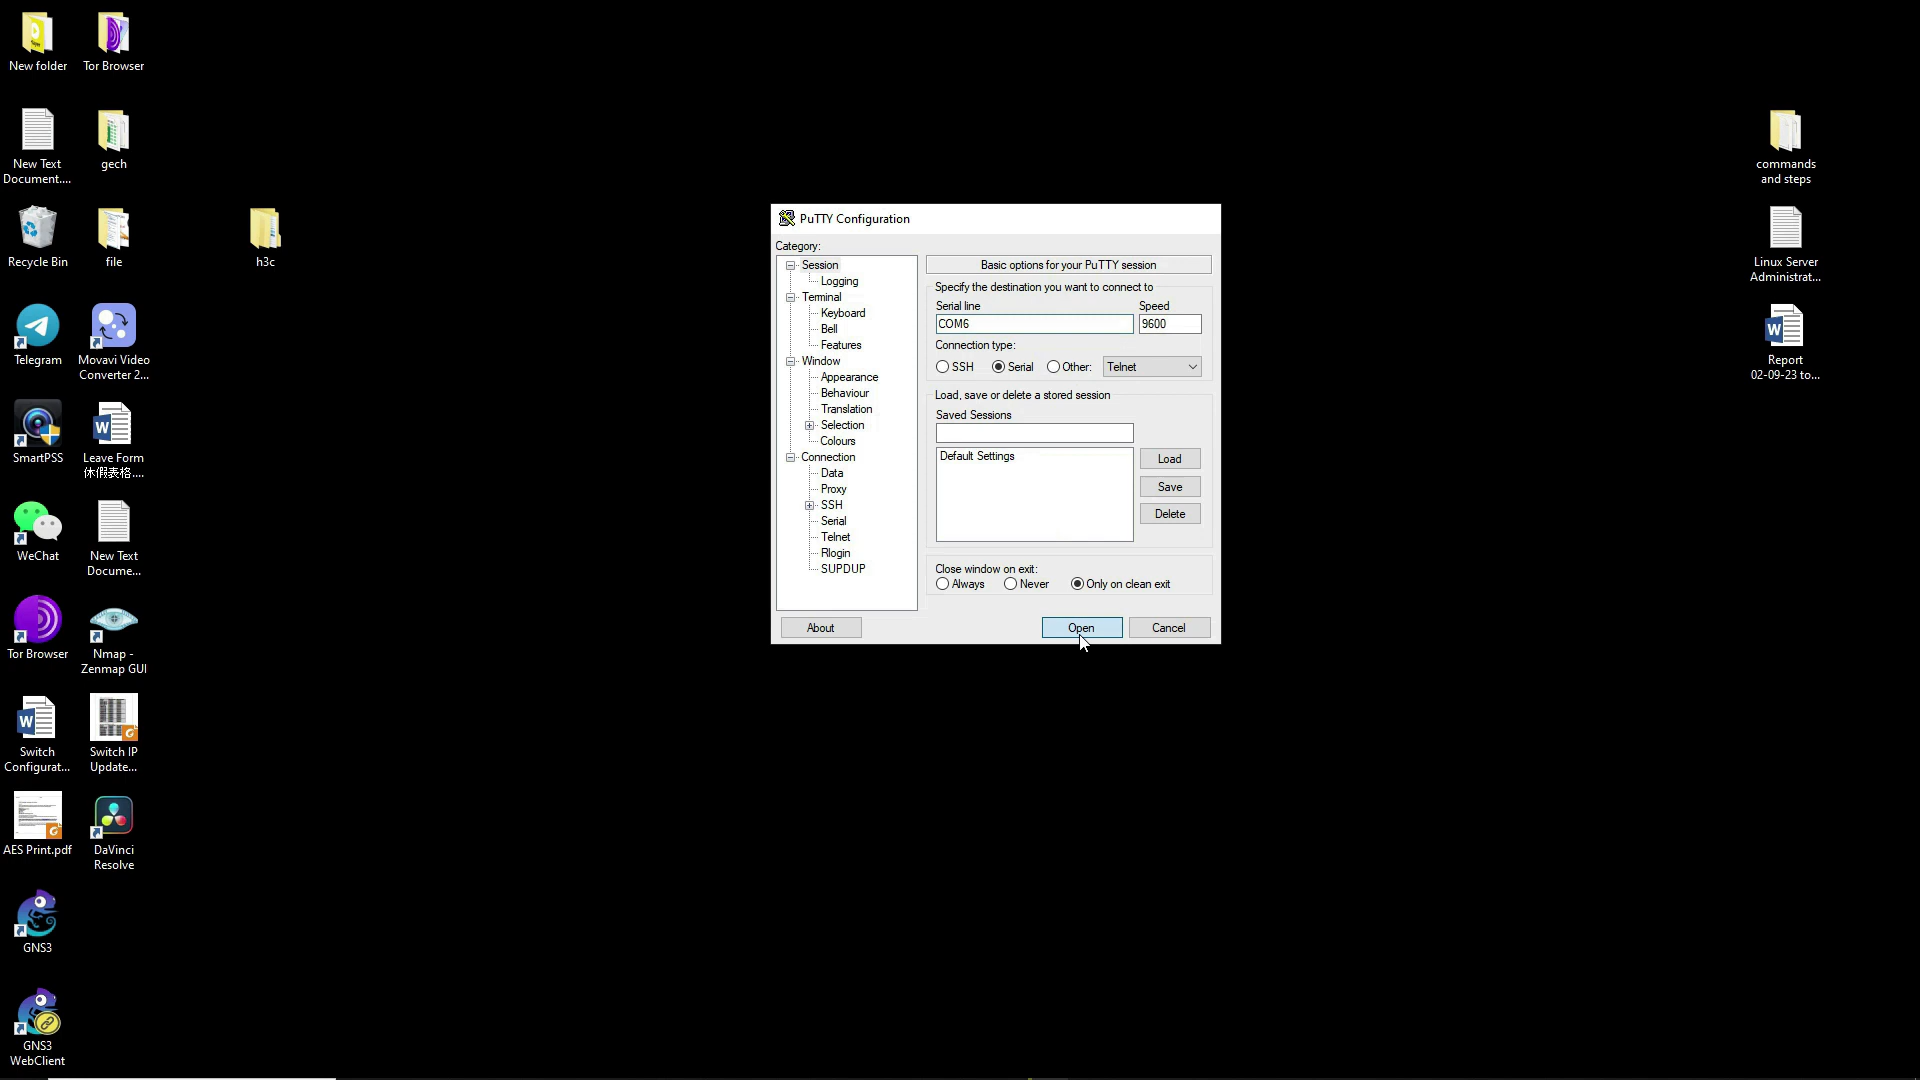 New folder
Tor Browser
New Text
Document....
gech
commands
and steps
Recycle Bin
file
h3c
Linux Server
Administrat...
Telegram
Movavi Video
Converter 2...
Report
02-09-23 to...
SmartPSS
Leave Form
休假表格....
WeChat
New Text
Docume...
Tor Browser
Nmap -
Zenmap GUI
Switch
Configurat...
Switch IP
Update...
AES Print.pdf
DaVinci
Resolve
GNS3
GNS3
WebClient
PuTTY Configuration
Category:
Session
Logging
Terminal
Keyboard
Bell
Features
Window
Appearance
Behaviour
Translation
Selection
Colours
Connection
Data
Proxy
SSH
Serial
Telnet
Rlogin
SUPDUP
Basic options for your PuTTY session
Specify the destination you want to connect to
Serial line Speed
COM6 9600
Connection type:
SSH Serial Other: Telnet
Load, save or delete a stored session
Saved Sessions
Default Settings
Load
Save
Delete
Close window on exit:
Always Never Only on clean exit
About Open Cancel